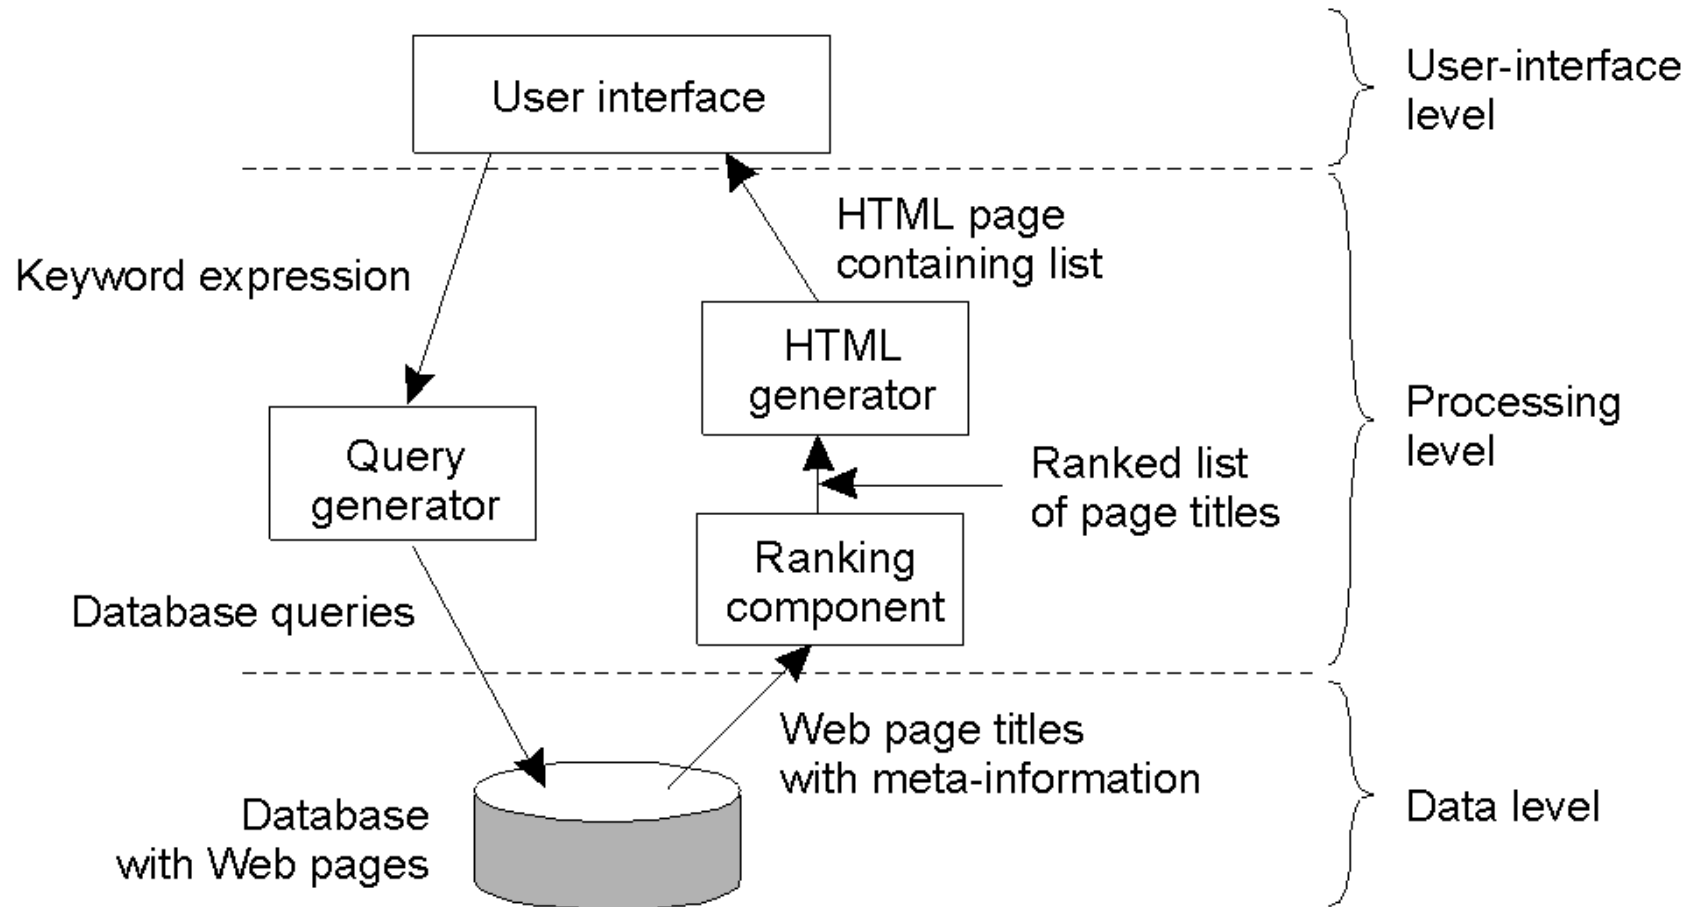 User interface
User-interface
level
HTML page
containing list
Keyword expression
HTML
generator
Processing
level
Query
generator
Ranked list
of page titles
Ranking
component
Database queries
Web page titles
with meta-information
Database
with Web pages
Data level